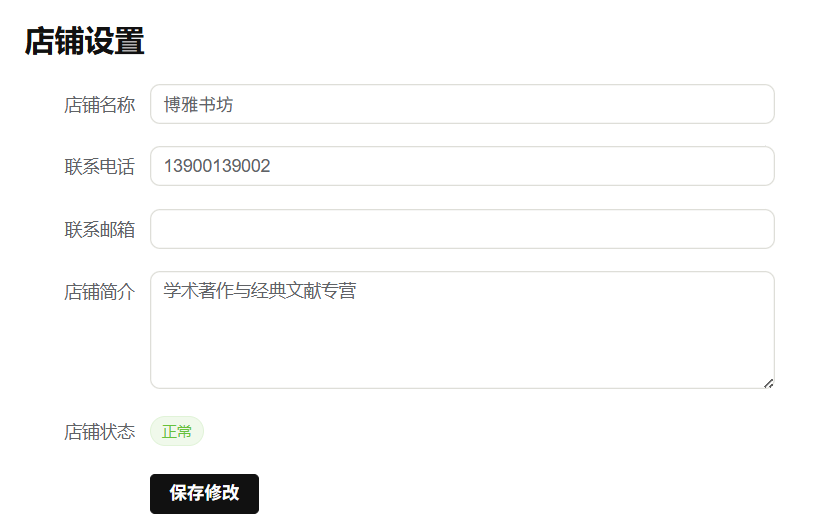 店铺设置
店铺名称 博雅书坊
联系电话 13900139002
联系邮箱
店铺简介 学术著作与经典文献专营
店铺状态 正常
保存修改